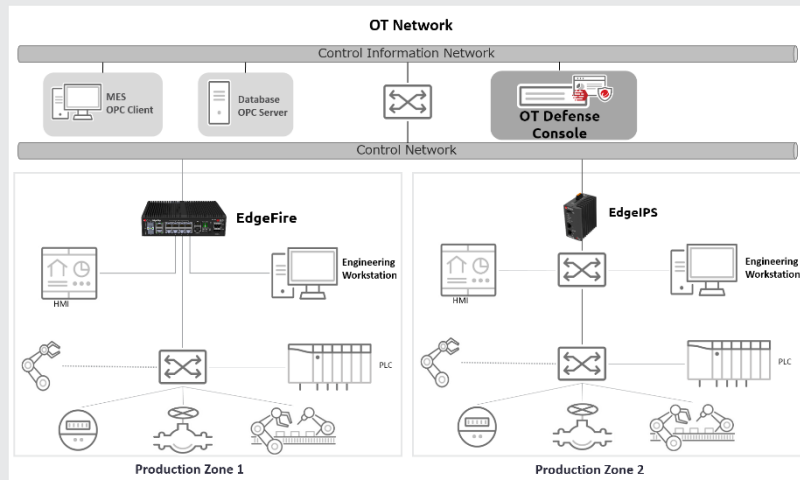 OT Network
Control Information Network
MES
OPC Client
Database
OPC Server
OT Defense
Console
Control Network
EdgeFire
EdgeIPS
HMI
Engineering
Workstation
HMI
Engineering
Workstation
PLC
PLC
Production Zone 1
Production Zone 2